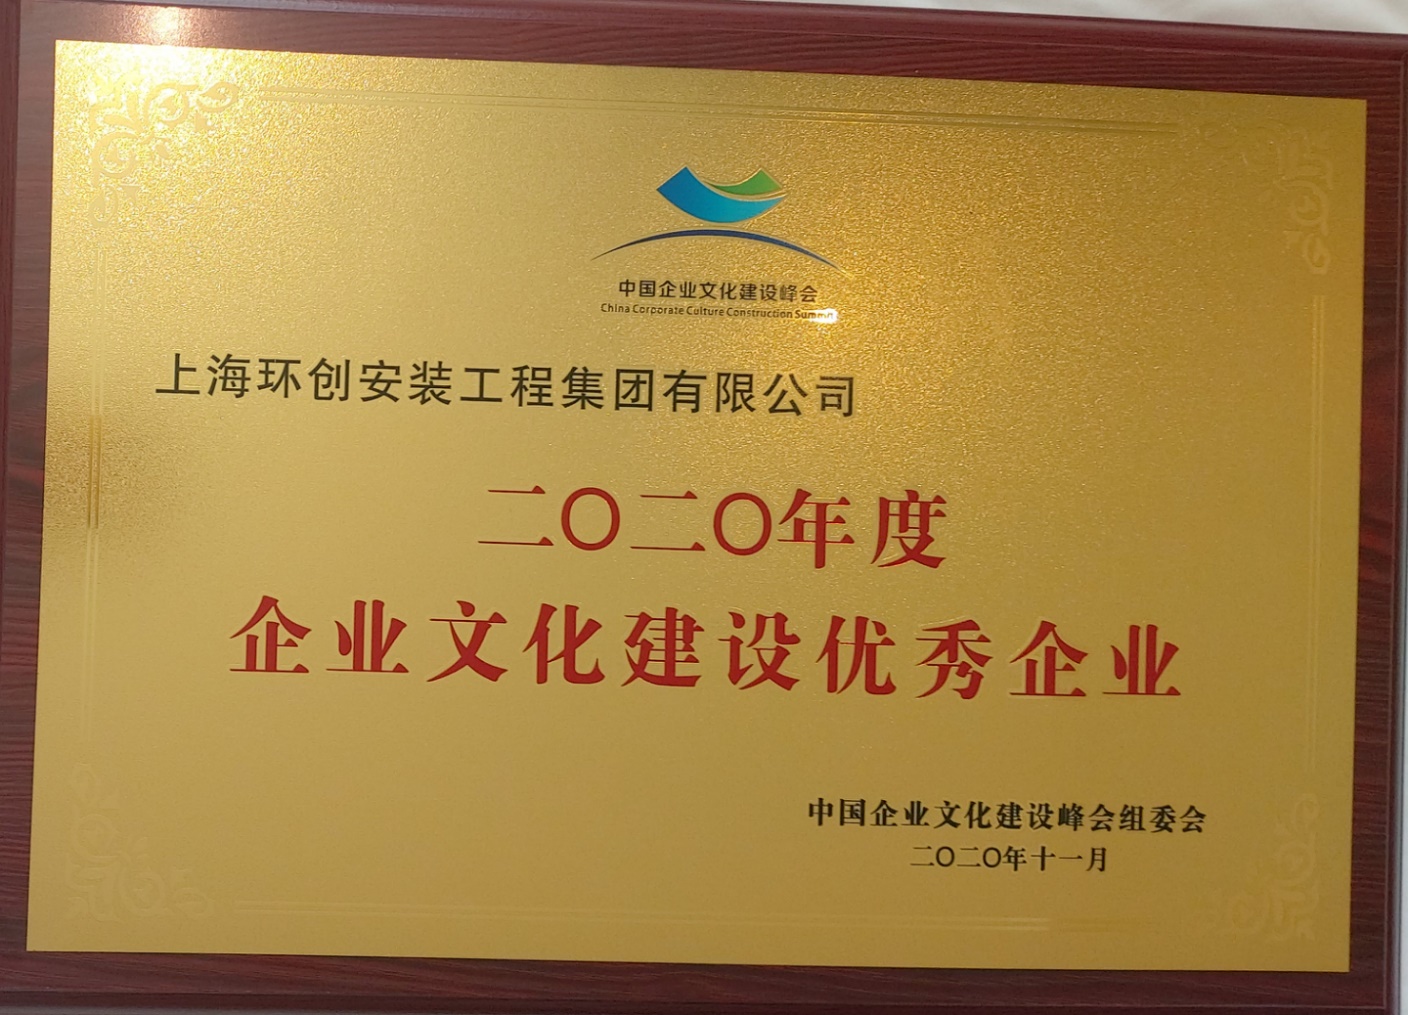 中国企业文化建设峰会
China Corporate Culture Construction Summit
上海环创安装工程集团有限公司
二〇二〇年度
企业文化建设优秀企业
中国企业文化建设峰会组委会
二〇二〇年十一月